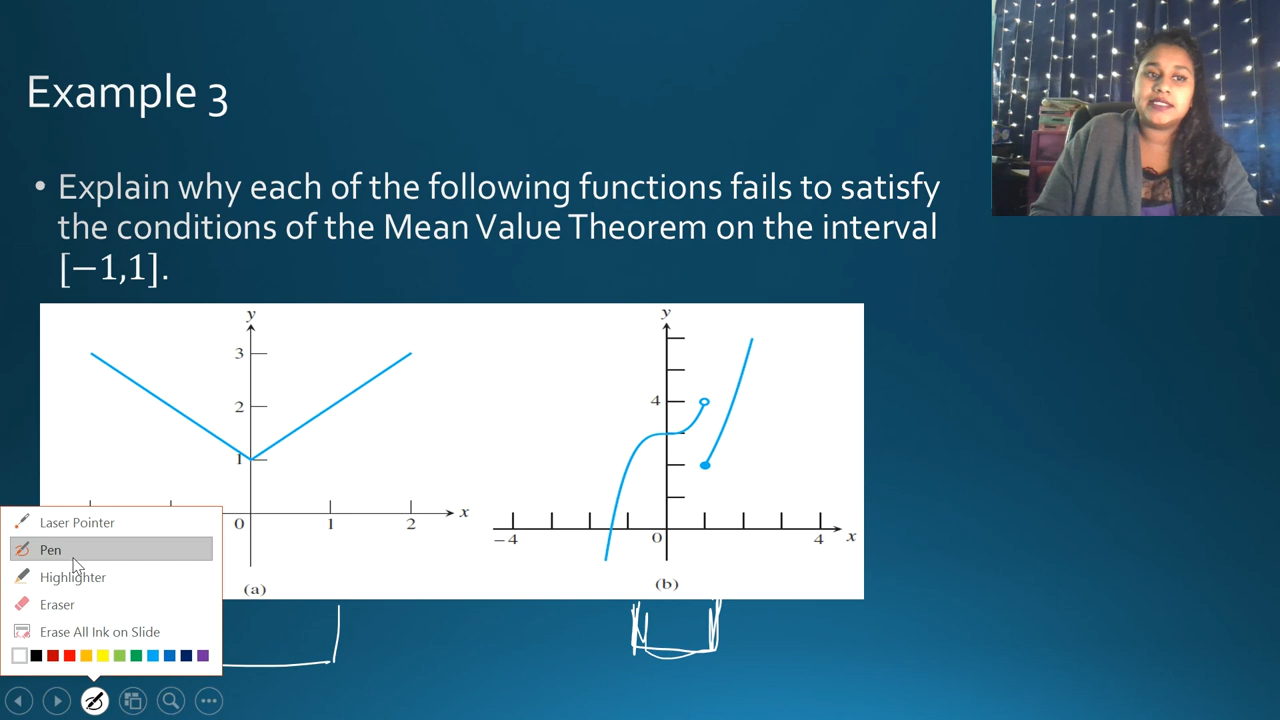 Example 3
• Explain why each of the following functions fails to satisfy
the conditions of the Mean Value Theorem on the interval
[−1,1].
y
3
2
1
0
1
2
x
(a)
y
4
−4
0
4
x
(b)
Laser Pointer
Pen
Highlighter
Eraser
Erase All Ink on Slide